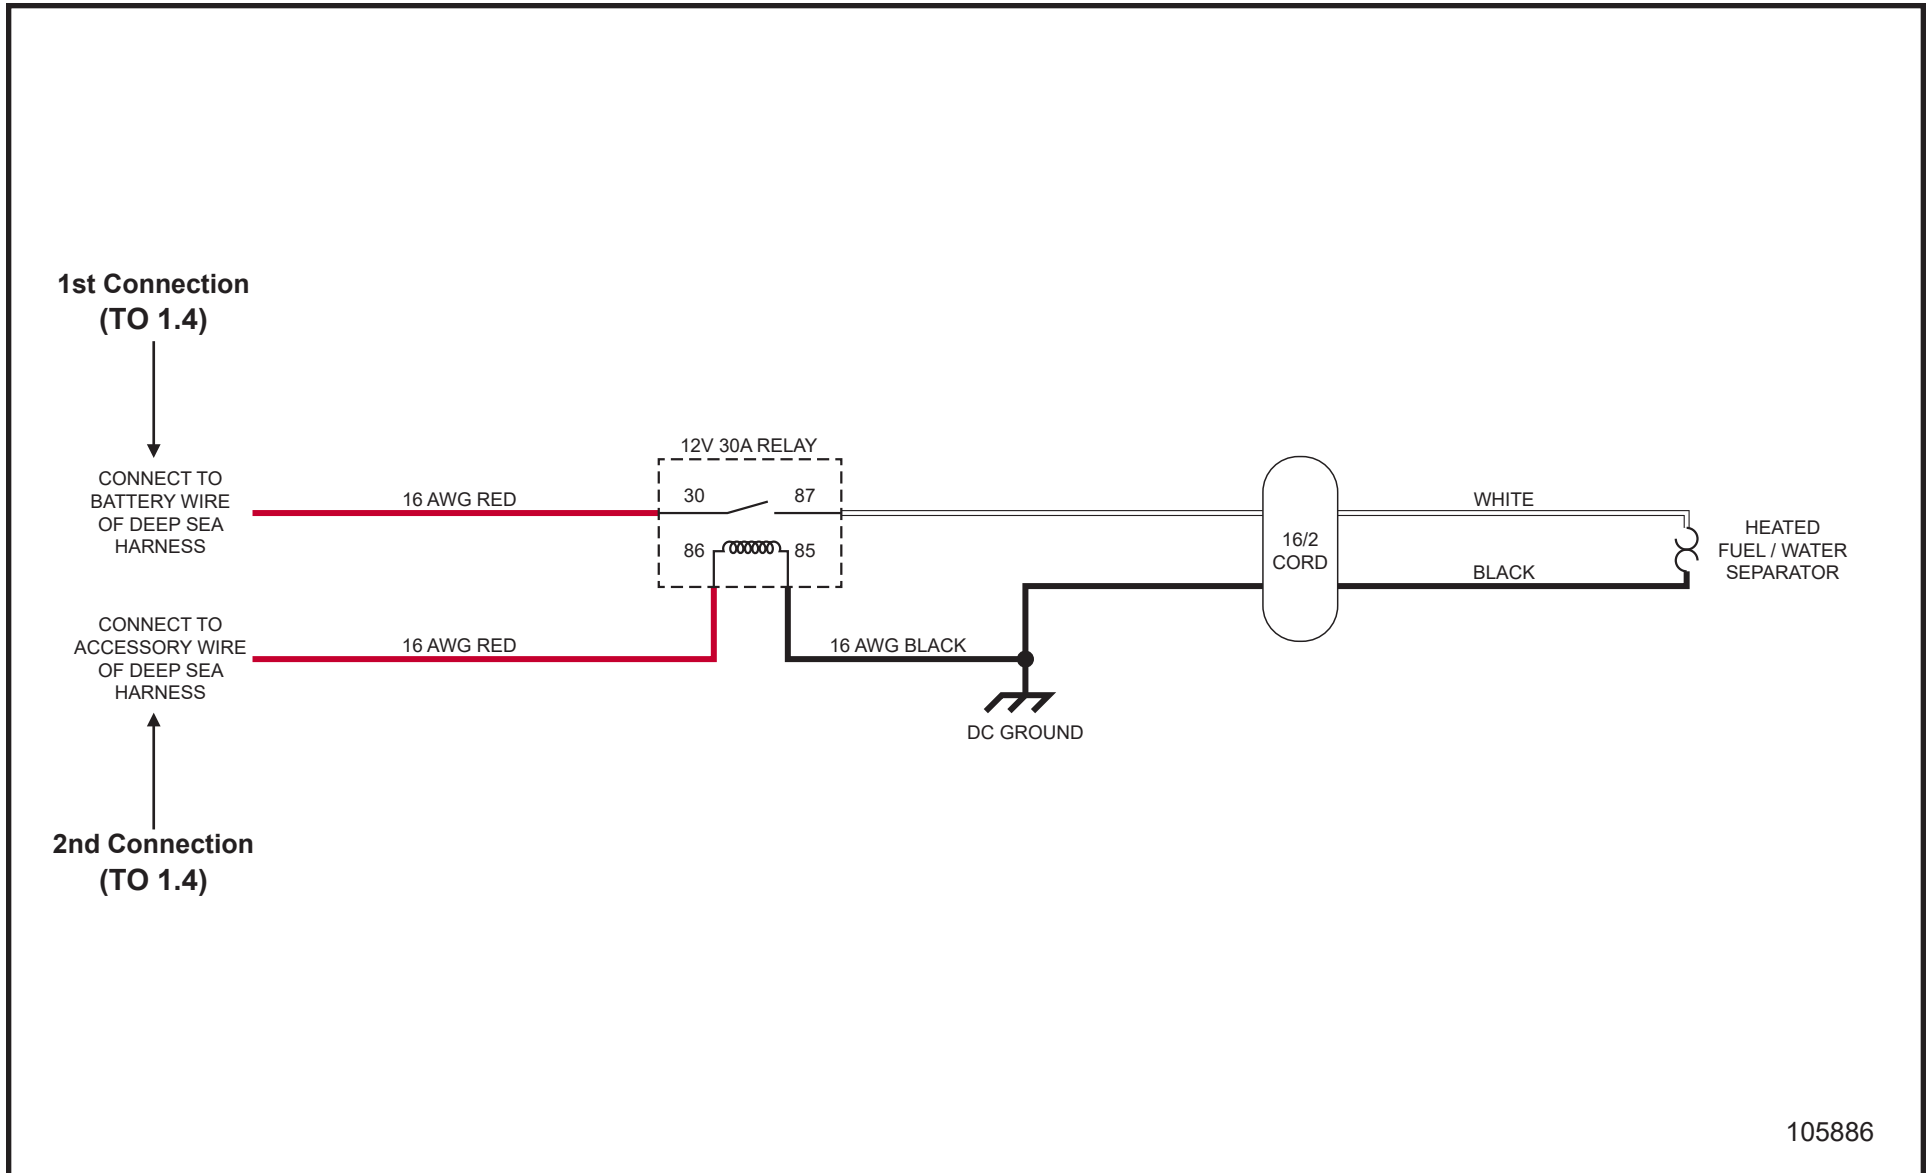 1st Connection
(TO 1.4)
CONNECT TO
BATTERY WIRE
OF DEEP SEA
HARNESS
16 AWG RED
12V 30A RELAY
30
87
86
85
CONNECT TO
ACCESSORY WIRE
OF DEEP SEA
HARNESS
16 AWG RED
16 AWG BLACK
DC GROUND
16/2
CORD
WHITE
BLACK
HEATED
FUEL / WATER
SEPARATOR
2nd Connection
(TO 1.4)
105886